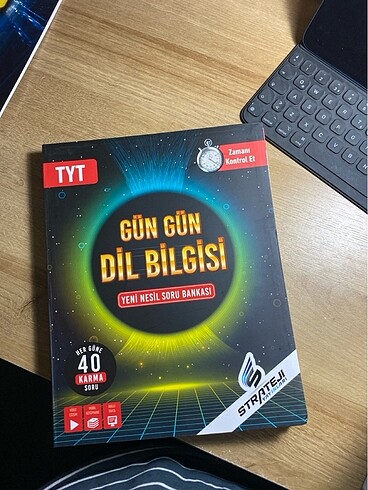 TYT
Zamanı
Kontrol Et
GÜN GÜN
DİL BİLGİSİ
YENİ NESİL SORU BANKASI
HER GÜNE
40
KARMA
SORU
STRATEJİ